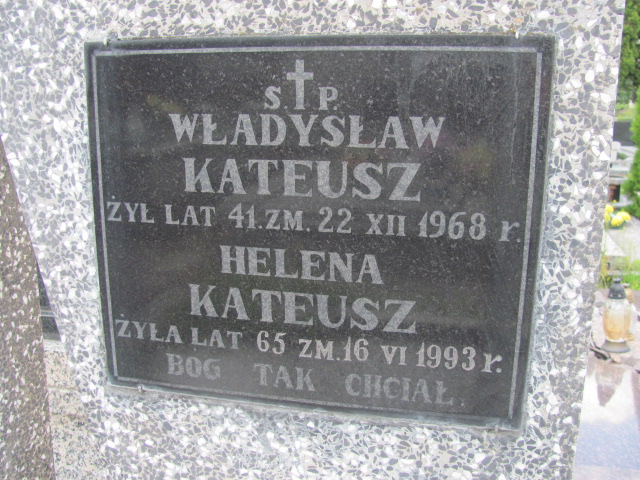 S.P.
WŁADYSŁAW
KATEUSZ
ŻYŁ LAT 41. ZM. 22 XII 1968 r.
HELENA
KATEUSZ
ŻYŁA LAT 65 ZM. 16 VI 1993 r.
BÓG TAK CHCIAŁ.